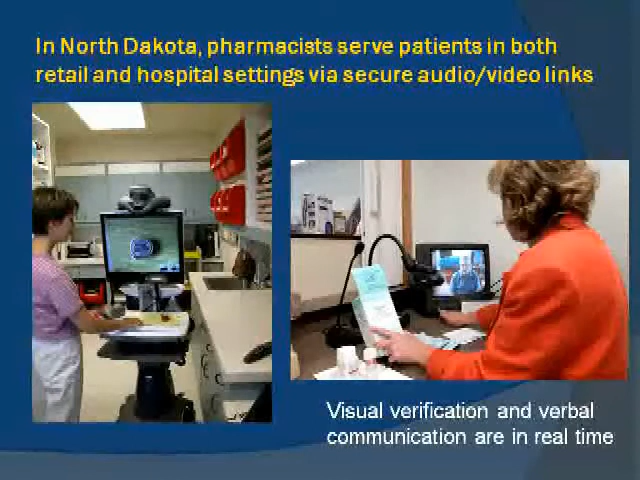 In North Dakota, pharmacists serve patients in both
retail and hospital settings via secure audio/video links
Visual verification and verbal
communication are in real time